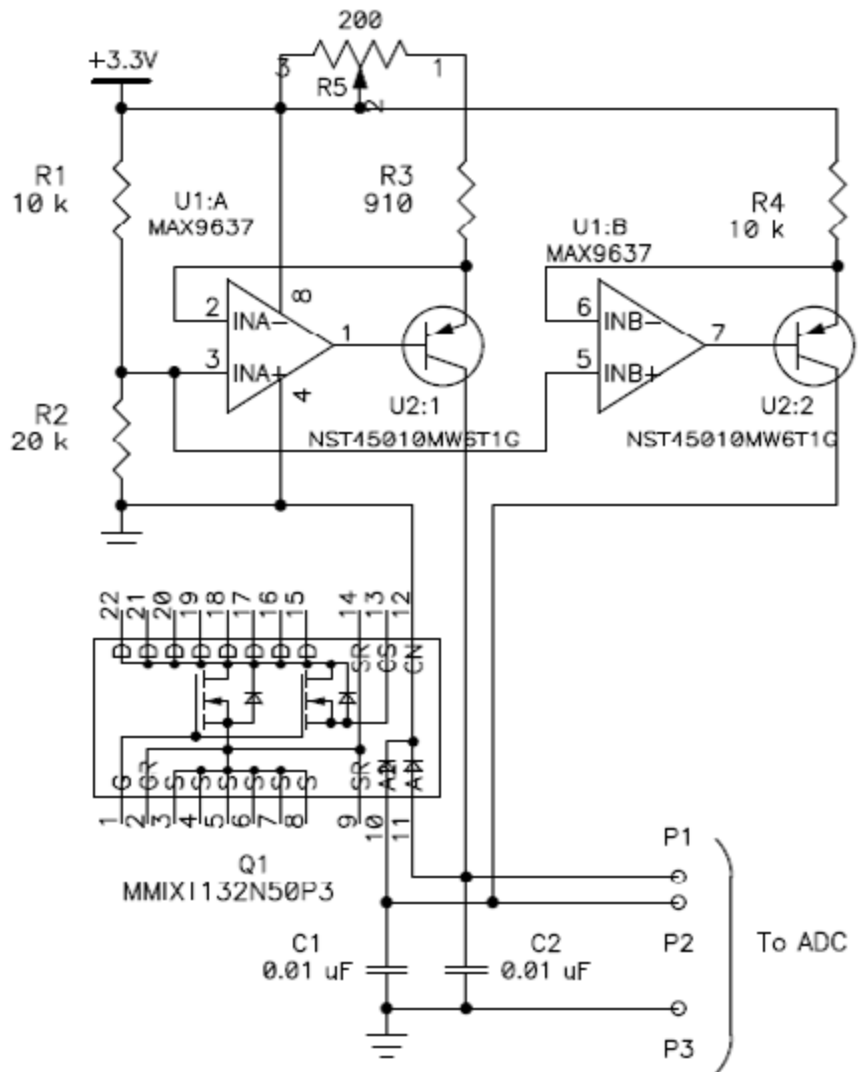 200
+3.3V
3
1
R5
2
R1
10 k
U1:A
MAX9637
R3
910
U1:B
MAX9637
R4
10 k
8
2
INA-
1
3
INA+
4
6
INB-
7
5
INB+
R2
20 k
U2:1
NST45010MW6T1G
U2:2
NST45010MW6T1G
22
21
20
19
18
17
16
15
14
13
12
D
D
D
D
D
D
D
D
SR
CS
CN
G
GR
S
S
S
S
S
S
SR
A2
A1
1
2
3
4
5
6
7
8
9
10
11
Q1
MMIX1132N50P3
P1
C1
0.01 uF
C2
0.01 uF
P2
To ADC
P3